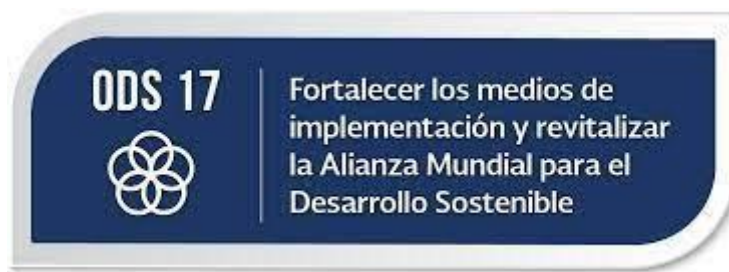 ODS 17
Fortalecer los medios de
implementación y revitalizar
la Alianza Mundial para el
Desarrollo Sostenible